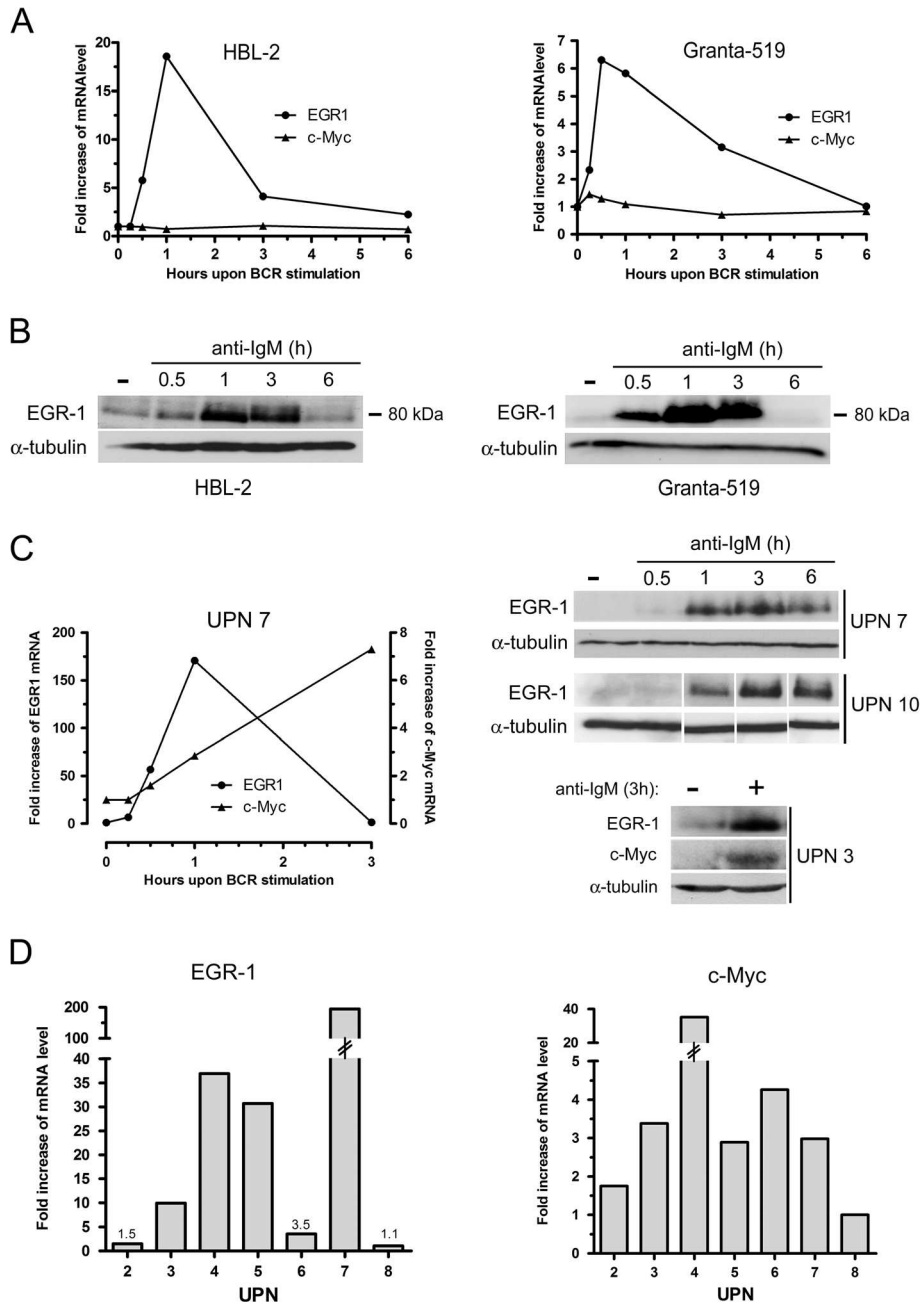 A
HBL-2
Fold increase of mRNA level
20
15
10
5
0
EGR1
c-Myc
0 1 2 3 4 5 6
Hours upon BCR stimulation
Granta-519
Fold increase of mRNA level
7
6
5
4
3
2
1
0
EGR1
c-Myc
0 1 2 3 4 5 6
Hours upon BCR stimulation
B
anti-IgM (h)
– 0.5 1 3 6
EGR-1
– 80 kDa
α-tubulin
HBL-2
anti-IgM (h)
– 0.5 1 3 6
EGR-1
– 80 kDa
α-tubulin
Granta-519
C
UPN 7
Fold increase of EGR1 mRNA
200
150
100
50
0
EGR1
c-Myc
8
6
4
2
0
Fold increase of c-Myc mRNA
0 1 2 3
Hours upon BCR stimulation
anti-IgM (h)
– 0.5 1 3 6
EGR-1
α-tubulin
UPN 7
EGR-1
α-tubulin
UPN 10
anti-IgM (3h): – +
EGR-1
c-Myc
α-tubulin
UPN 3
D
EGR-1
Fold increase of mRNA level
200
100
40
35
30
25
20
15
10
5
0
1.5
3.5
1.1
2 3 4 5 6 7 8
UPN
c-Myc
Fold increase of mRNA level
40
20
5
4
3
2
1
0
2 3 4 5 6 7 8
UPN